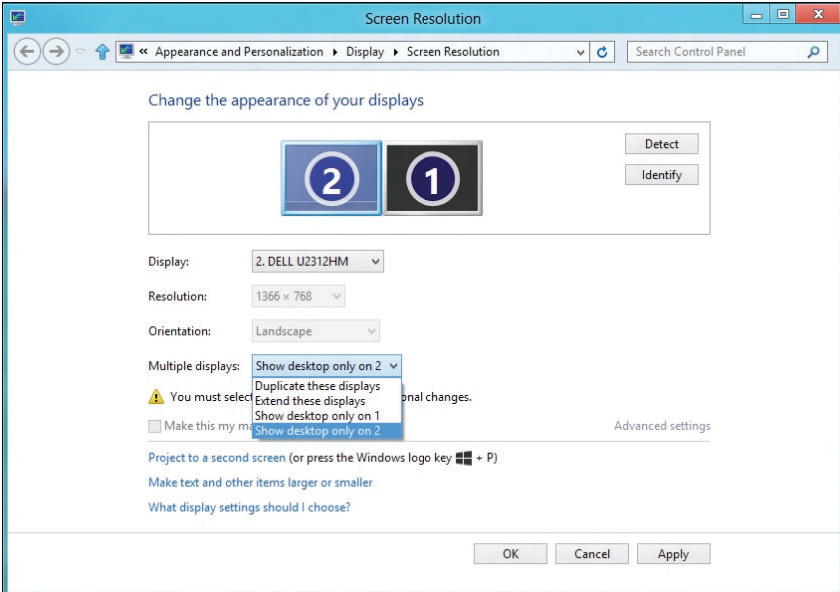 Screen Resolution
« Appearance and Personalization ▸ Display ▸ Screen Resolution
Search Control Panel
Change the appearance of your displays
2 1
Detect
Identify
Display: 2. DELL U2312HM
Resolution: 1366 × 768
Orientation: Landscape
Multiple displays: Show desktop only on 2
Duplicate these displays
Extend these displays
Show desktop only on 1
Show desktop only on 2
You must select onal changes.
Make this my ma
Advanced settings
Project to a second screen (or press the Windows logo key + P)
Make text and other items larger or smaller
What display settings should I choose?
OK Cancel Apply